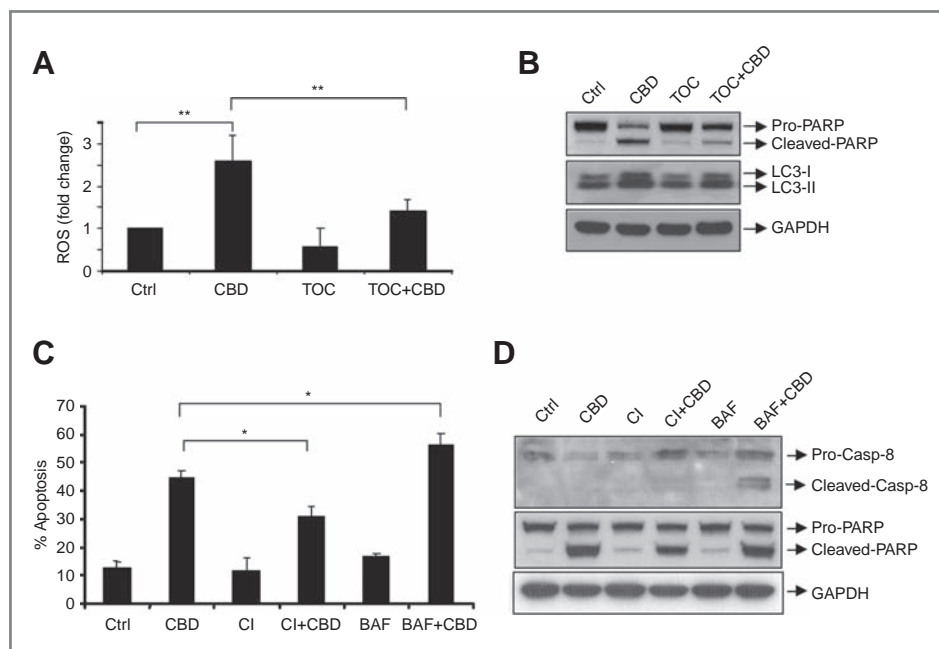 A
**
**
3
2
1
0
ROS (fold change)
Ctrl CBD TOC TOC+CBD
B
Ctrl CBD TOC TOC+CBD
Pro-PARP
Cleaved-PARP
LC3-I
LC3-II
GAPDH
C
*
*
70
60
50
40
30
20
10
0
% Apoptosis
Ctrl CBD CI CI+CBD BAF BAF+CBD
D
Ctrl CBD CI CI+CBD BAF BAF+CBD
Pro-Casp-8
Cleaved-Casp-8
Pro-PARP
Cleaved-PARP
GAPDH